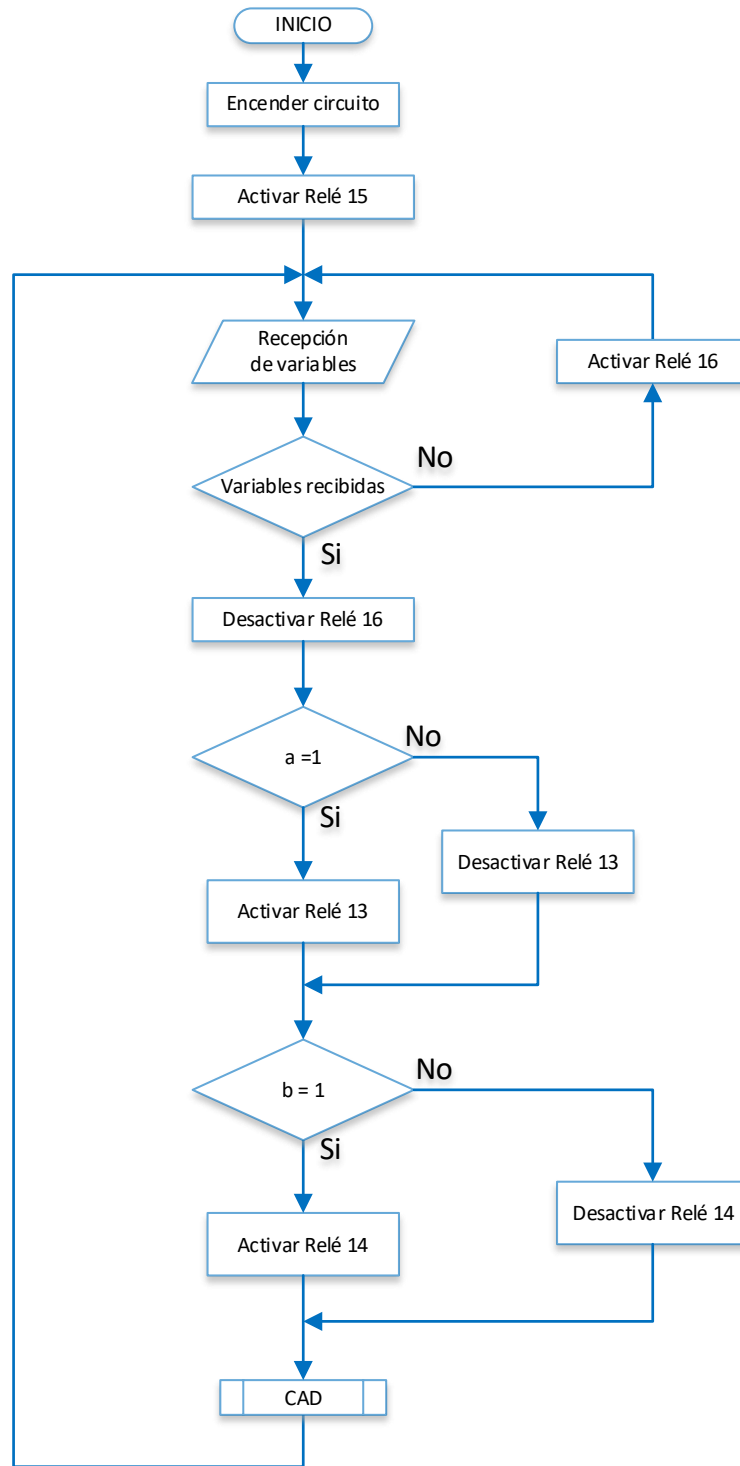 INICIO
Encender circuito
Activar Relé 15
Recepción
de variables
Activar Relé 16
No
Variables recibidas
Si
Desactivar Relé 16
No
a =1
Si
Desactivar Relé 13
Activar Relé 13
No
b = 1
Si
Desactivar Relé 14
Activar Relé 14
CAD